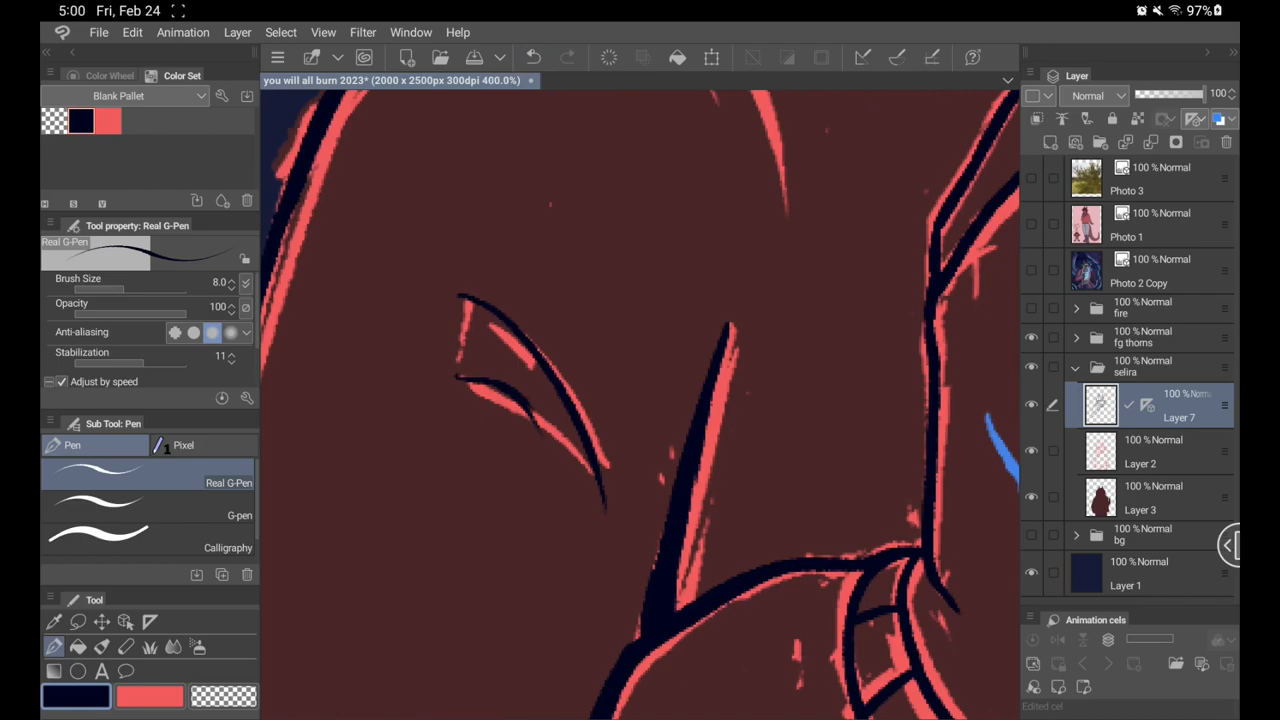 5:00 Fri, Feb 24 97%
File Edit Animation Layer Select View Filter Window Help
Color Wheel Color Set
Blank Pallet
H S V
Tool property: Real G-Pen
Real G-Pen
Brush Size 8.0
Opacity 100
Anti-aliasing
Stabilization 11
Adjust by speed
Sub Tool: Pen
Pen Pixel
Real G-Pen
G-pen
Calligraphy
Tool
you will all burn 2023* (2000 x 2500px 300dpi 400.0%)
Layer
Normal 100
100 %Normal
Photo 3
100 %Normal
Photo 1
100 %Normal
Photo 2 Copy
100 %Normal
fire
100 %Normal
fg thorns
100 %Normal
selira
100 %Norm
Layer 7
100 %Normal
Layer 2
100 %Normal
Layer 3
100 %Normal
bg
100 %Normal
Layer 1
Animation cels
Edited cel